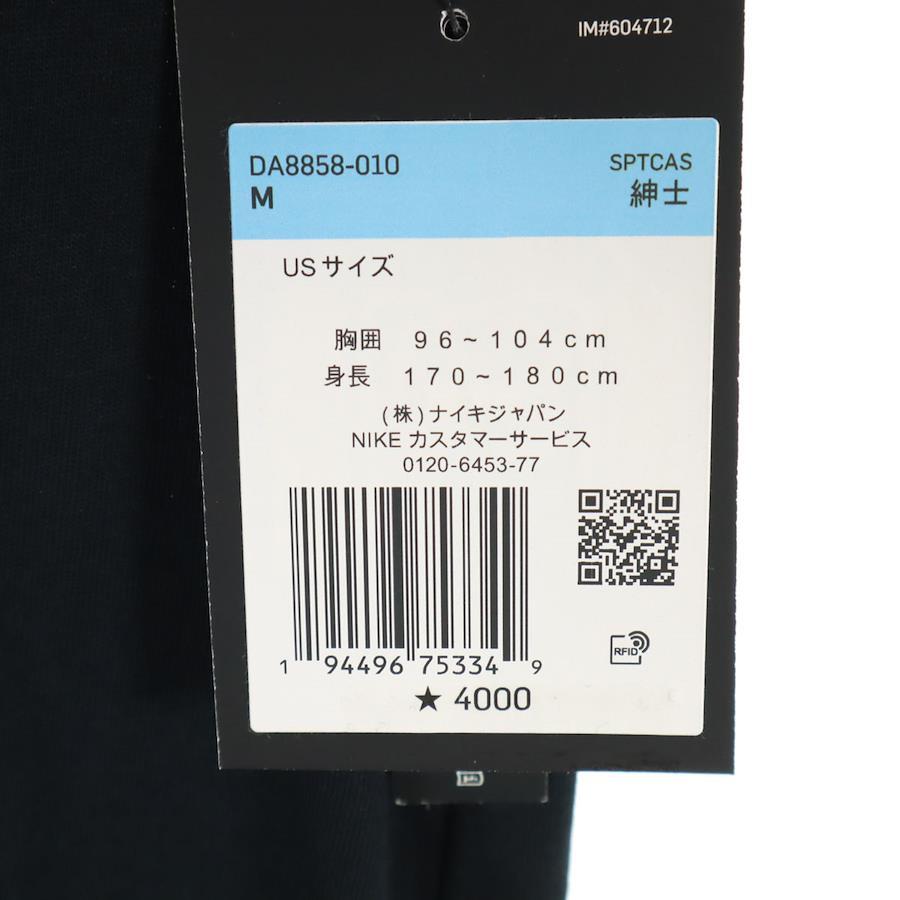 IM#604712
DA8858-010
SPTCAS
M
紳士
USサイズ
胸囲 96~104cm
身長 170~180cm
(株)ナイキジャパン
NIKE カスタマーサービス
0120-6453-77
RFID
1 94496 75334 9
★ 4000